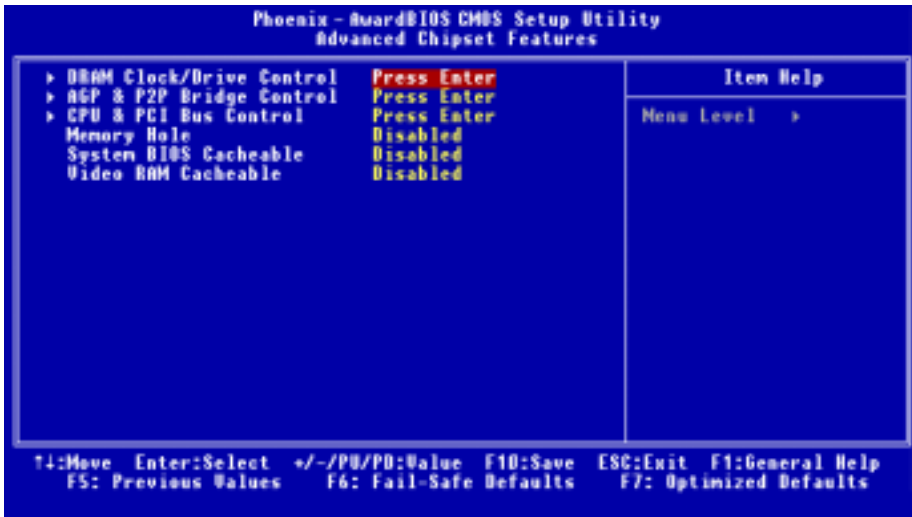 Phoenix - AwardBIOS CMOS Setup Utility
Advanced Chipset Features
▸ DRAM Clock/Drive Control Press Enter
▸ AGP & P2P Bridge Control Press Enter
▸ CPU & PCI Bus Control Press Enter
Memory Hole Disabled
System BIOS Cacheable Disabled
Video RAM Cacheable Disabled
Item Help
Menu Level ▸
↑↓:Move Enter:Select +/-/PU/PD:Value F10:Save ESC:Exit F1:General Help
F5: Previous Values F6: Fail-Safe Defaults F7: Optimized Defaults